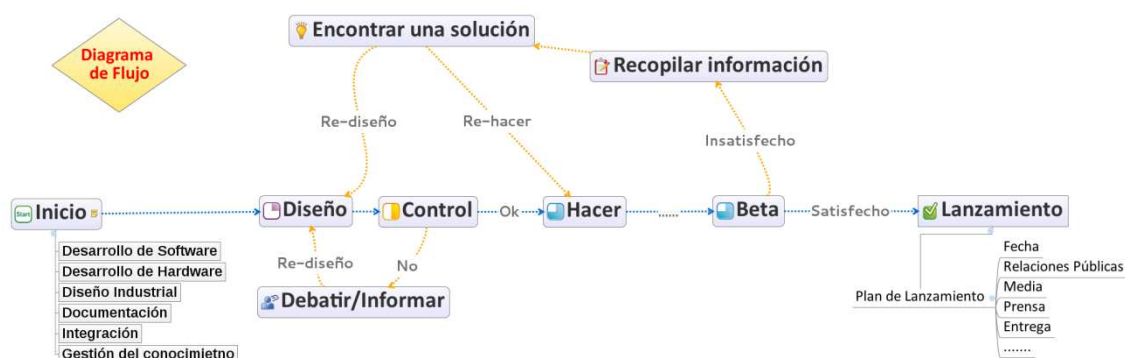 Diagrama
de Flujo
Encontrar una solución
Recopilar información
Re-diseño
Re-hacer
Insatisfecho
Start
Inicio
Diseño
Control
Ok
Hacer
......
Beta
Satisfecho
Lanzamiento
Desarrollo de Software
Desarrollo de Hardware
Diseño Industrial
Documentación
Integración
Gestión del conocimietno
Re-diseño
No
Debatir/Informar
Plan de Lanzamiento
Fecha
Relaciones Públicas
Media
Prensa
Entrega
.......